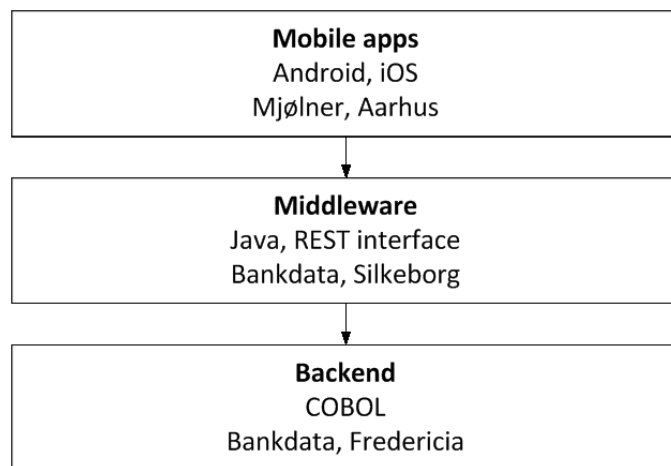 Mobile apps
Android, iOS
Mjølner, Aarhus
Middleware
Java, REST interface
Bankdata, Silkeborg
Backend
COBOL
Bankdata, Fredericia